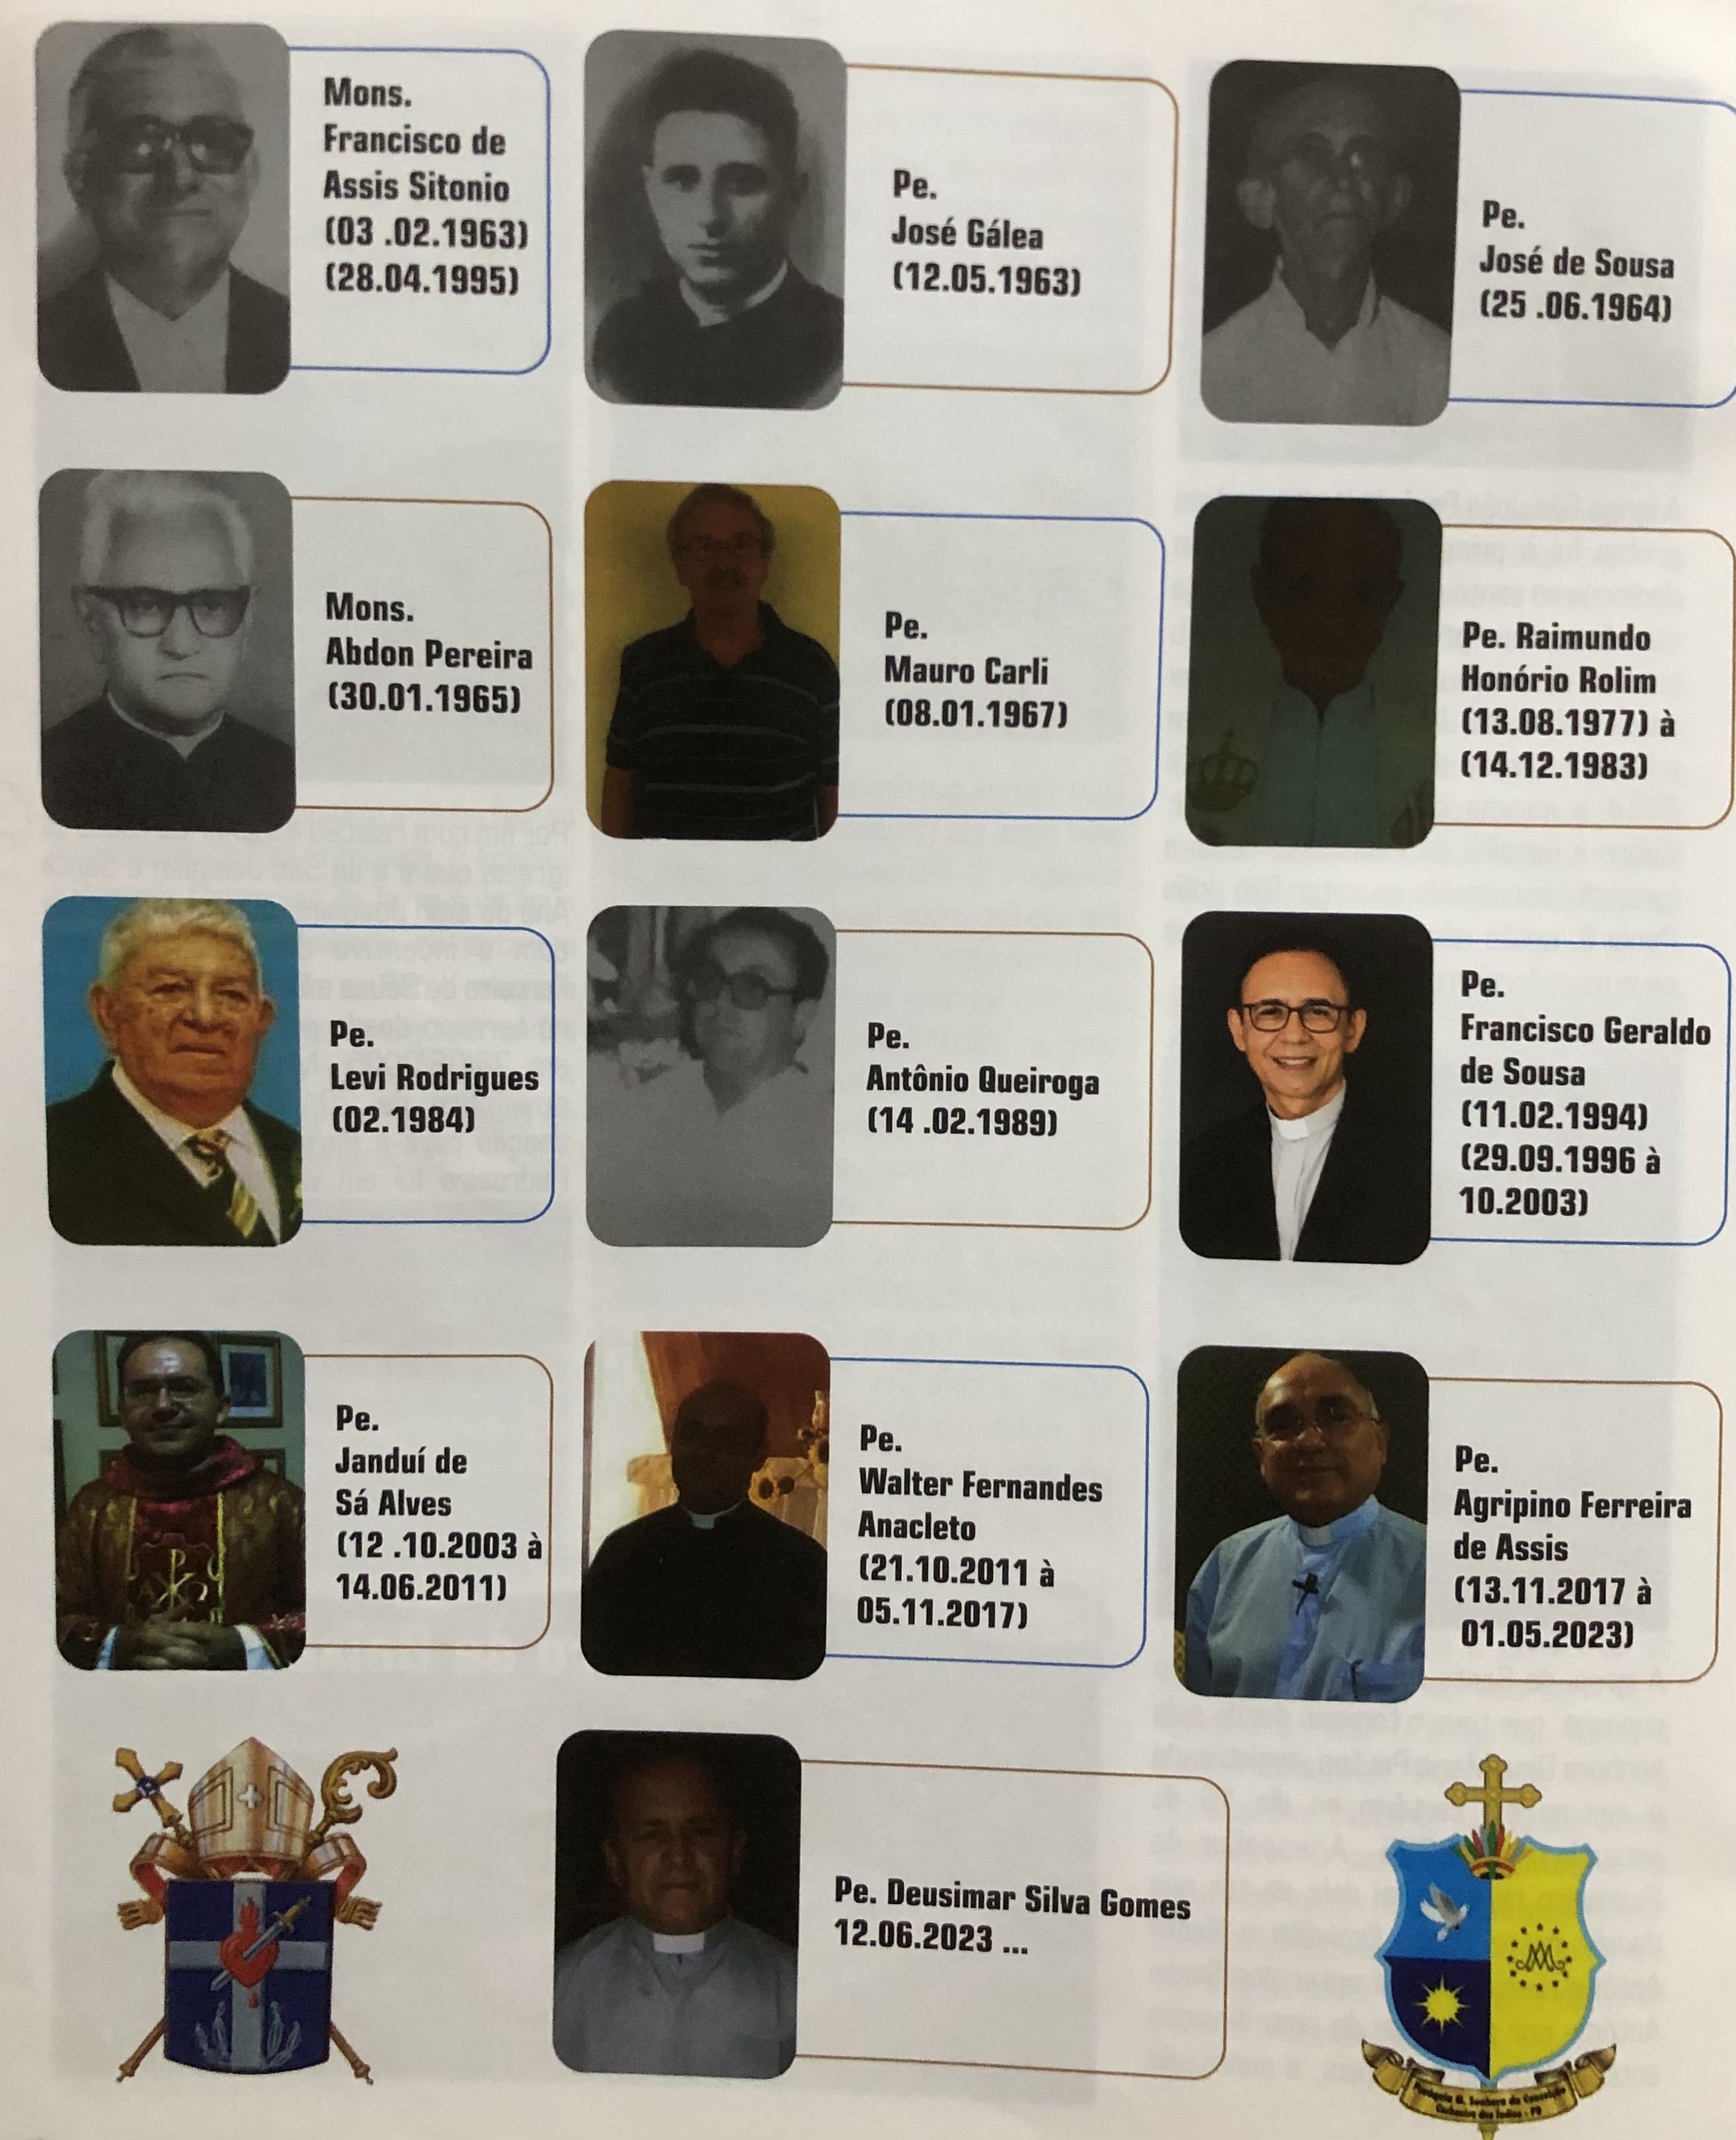 Mons.
Francisco de
Assis Sitonio
(03 .02.1963)
(28.04.1995)
Pe.
José Gálea
(12.05.1963)
Pe.
José de Sousa
(25 .06.1964)
Mons.
Abdon Pereira
(30.01.1965)
Pe.
Mauro Carli
(08.01.1967)
Pe. Raimundo
Honório Rolim
(13.08.1977) à
(14.12.1983)
Pe.
Levi Rodrigues
(02.1984)
Pe.
Antônio Queiroga
(14 .02.1989)
Pe.
Francisco Geraldo
de Sousa
(11.02.1994)
(29.09.1996 à
10.2003)
Pe.
Janduí de
Sá Alves
(12 .10.2003 à
14.06.2011)
Pe.
Walter Fernandes
Anacleto
(21.10.2011 à
05.11.2017)
Pe.
Agripino Ferreira
de Assis
(13.11.2017 à
01.05.2023)
Pe. Deusimar Silva Gomes
12.06.2023 ...
Paróquia N. Senhora da Conceição
Cachoeira dos Índios - PB